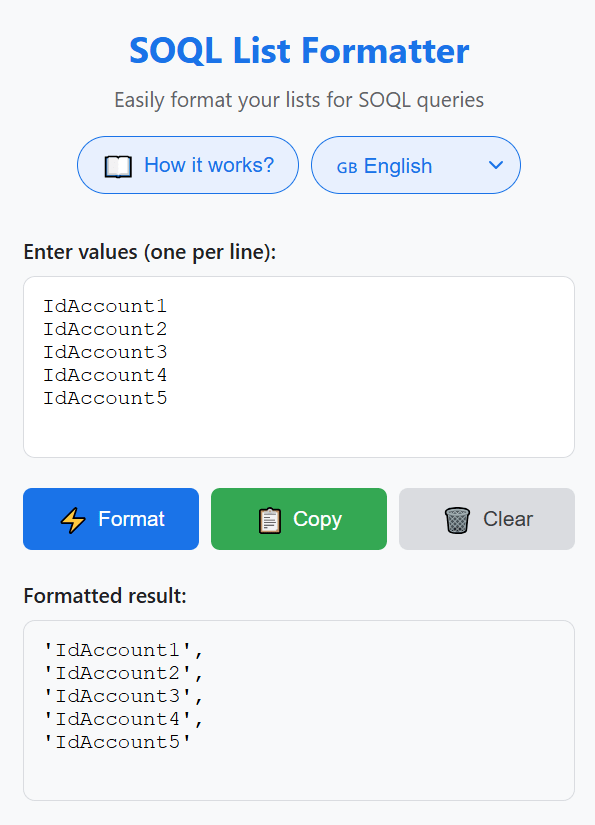 SOQL List Formatter
Easily format your lists for SOQL queries
How it works?
GB English
Enter values (one per line):
IdAccount1
IdAccount2
IdAccount3
IdAccount4
IdAccount5
Format
Copy
Clear
Formatted result:
'IdAccount1',
'IdAccount2',
'IdAccount3',
'IdAccount4',
'IdAccount5'